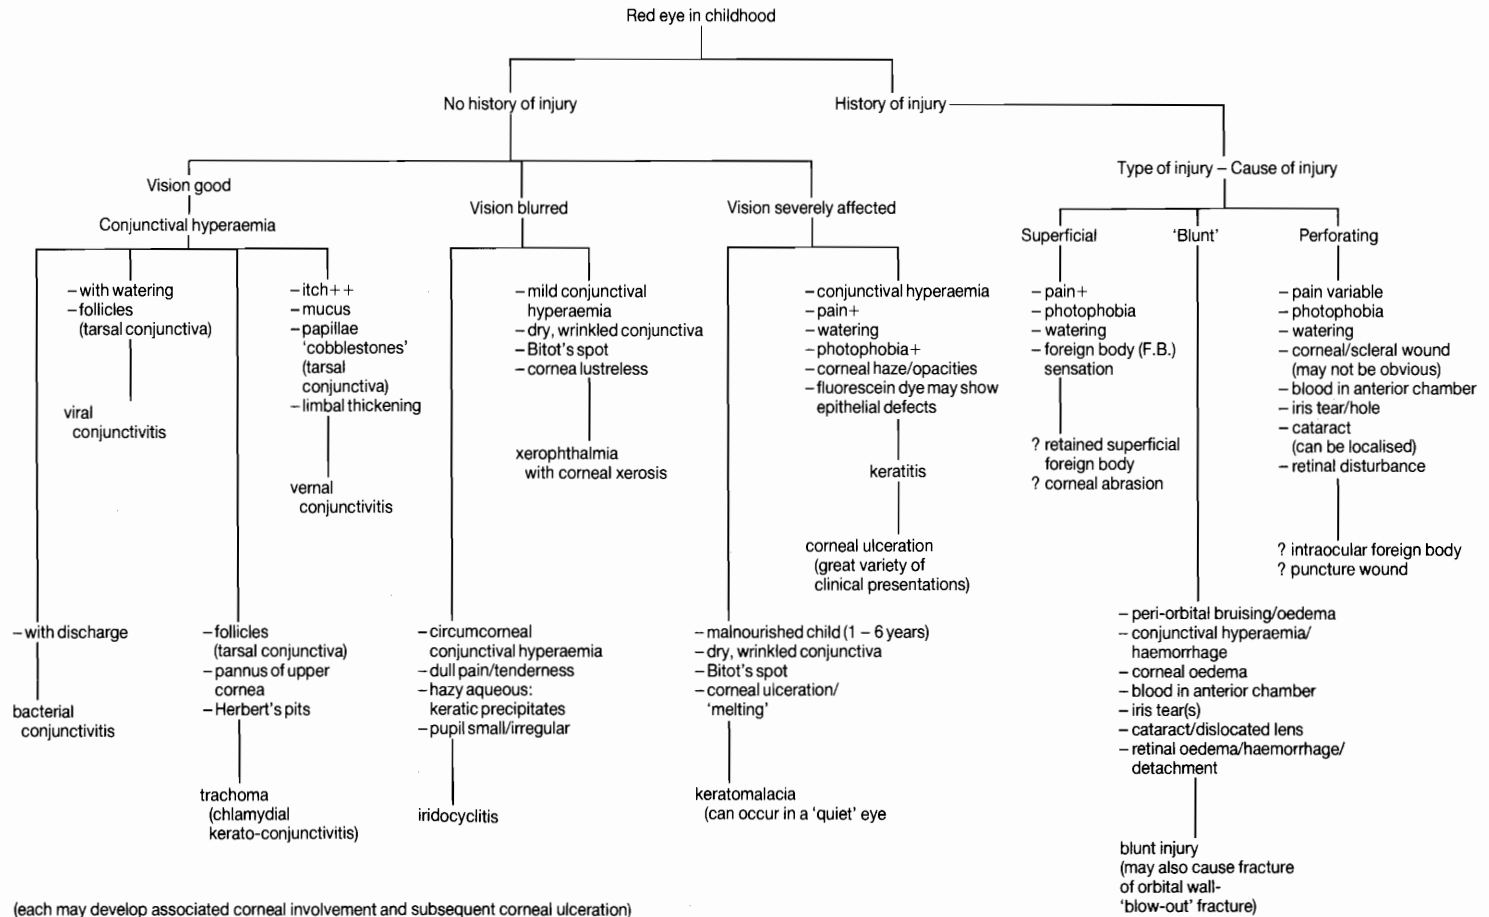 Red eye in childhood
No history of injury
History of injury
Vision good
Conjunctival hyperaemia
– with watering
– follicles
(tarsal conjunctiva)
viral
conjunctivitis
– itch++
– mucus
– papillae
'cobblestones'
(tarsal
conjunctiva)
– limbal thickening
vernal
conjunctivitis
– with discharge
bacterial
conjunctivitis
– follicles
(tarsal conjunctiva)
– pannus of upper
cornea
– Herbert's pits
trachoma
(chlamydial
kerato-conjunctivitis)
Vision blurred
– mild conjunctival
hyperaemia
– dry, wrinkled conjunctiva
– Bitot's spot
– cornea lustreless
xerophthalmia
with corneal xerosis
– circumcorneal
conjunctival hyperaemia
– dull pain/tenderness
– hazy aqueous:
keratic precipitates
– pupil small/irregular
iridocyclitis
Vision severely affected
– conjunctival hyperaemia
– pain+
– watering
– photophobia+
– corneal haze/opacities
– fluorescein dye may show
epithelial defects
keratitis
corneal ulceration
(great variety of
clinical presentations)
– malnourished child (1 – 6 years)
– dry, wrinkled conjunctiva
– Bitot's spot
– corneal ulceration/
'melting'
keratomalacia
(can occur in a 'quiet' eye
Type of injury – Cause of injury
Superficial
– pain+
– photophobia
– watering
– foreign body (F.B.)
sensation
? retained superficial
foreign body
? corneal abrasion
'Blunt'
– peri-orbital bruising/oedema
– conjunctival hyperaemia/
haemorrhage
– corneal oedema
– blood in anterior chamber
– iris tear(s)
– cataract/dislocated lens
– retinal oedema/haemorrhage/
detachment
blunt injury
(may also cause fracture
of orbital wall-
'blow-out' fracture)
Perforating
– pain variable
– photophobia
– watering
– corneal/scleral wound
(may not be obvious)
– blood in anterior chamber
– iris tear/hole
– cataract
(can be localised)
– retinal disturbance
? intraocular foreign body
? puncture wound
(each may develop associated corneal involvement and subsequent corneal ulceration)